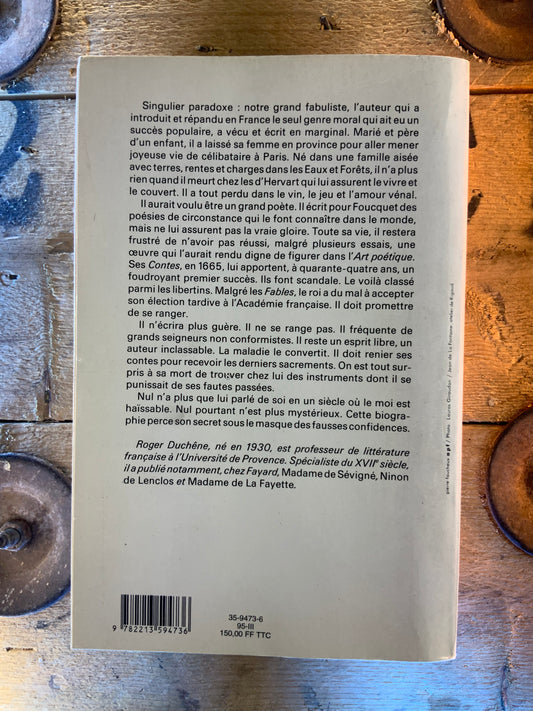 Singulier paradoxe : notre grand fabuliste, l'auteur qui a
introduit et répandu en France le seul genre moral qui ait eu un
succès populaire, a vécu et écrit en marginal. Marié et père
d'un enfant, il a laissé sa femme en province pour aller mener
joyeuse vie de célibataire à Paris. Né dans une famille aisée
avec terres, rentes et charges dans les Eaux et Forêts, il n'a plus
rien quand il meurt chez les d'Hervart qui lui assurent le vivre et
le couvert. Il a tout perdu dans le vin, le jeu et l'amour vénal.
Il aurait voulu être un grand poète. Il écrit pour Foucquet des
poésies de circonstance qui le font connaître dans le monde,
mais ne lui assurent pas la vraie gloire. Toute sa vie, il restera
frustré de n'avoir pas réussi, malgré plusieurs essais, une
œuvre qui l'aurait rendu digne de figurer dans l'Art poétique.
Ses Contes, en 1665, lui apportent, à quarante-quatre ans, un
foudroyant premier succès. Ils font scandale. Le voilà classé
parmi les libertins. Malgré les Fables, le roi a du mal à accepter
son élection tardive à l'Académie française. Il doit promettre
de se ranger.
Il n'écrira plus guère. Il ne se range pas. Il fréquente de
grands seigneurs non conformistes. Il reste un esprit libre, un
auteur inclassable. La maladie le convertit. Il doit renier ses
contes pour recevoir les derniers sacrements. On est tout sur-
pris à sa mort de trouver chez lui des instruments dont il se
punissait de ses fautes passées.
Nul n'a plus que lui parlé de soi en un siècle où le moi est
haïssable. Nul pourtant n'est plus mystérieux. Cette biogra-
phie perce son secret sous le masque des fausses confidences.
Roger Duchêne, né en 1930, est professeur de littérature
française à l'Université de Provence. Spécialiste du XVIIe siècle,
il a publié notamment, chez Fayard, Madame de Sévigné, Ninon
de Lenclos et Madame de La Fayette.
pierre faucheux apf / Photo : Laurie Giraudon / Jean de La Fontaine, atelier de Rigaud
35-9473-6
95-III
150,00 FF TTC
9 782213 594736